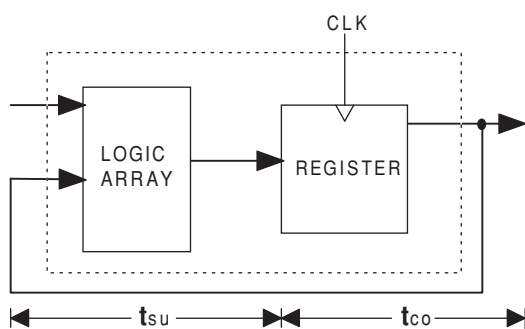 CLK
LOGIC
ARRAY
REGISTER
tsu
tco